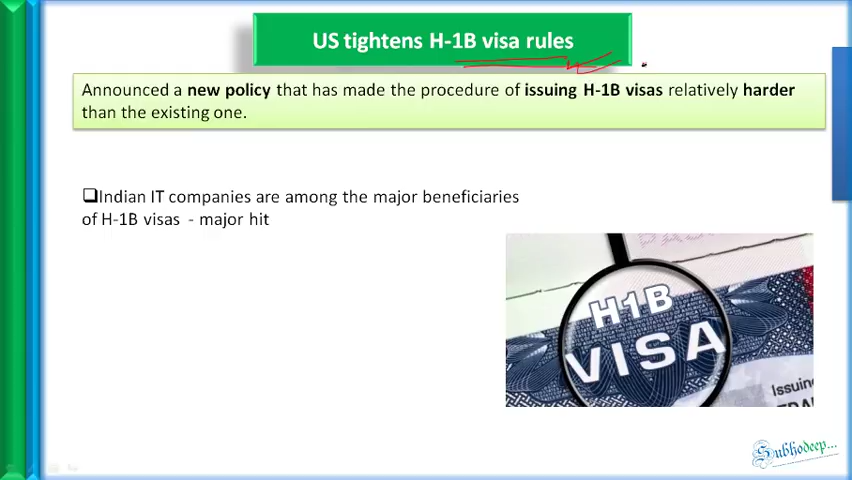 US tightens H-1B visa rules
Announced a new policy that has made the procedure of issuing H-1B visas relatively harder
than the existing one.
❑Indian IT companies are among the major beneficiaries
of H-1B visas - major hit
H1B
VISA
Issuing
Subhodeep...